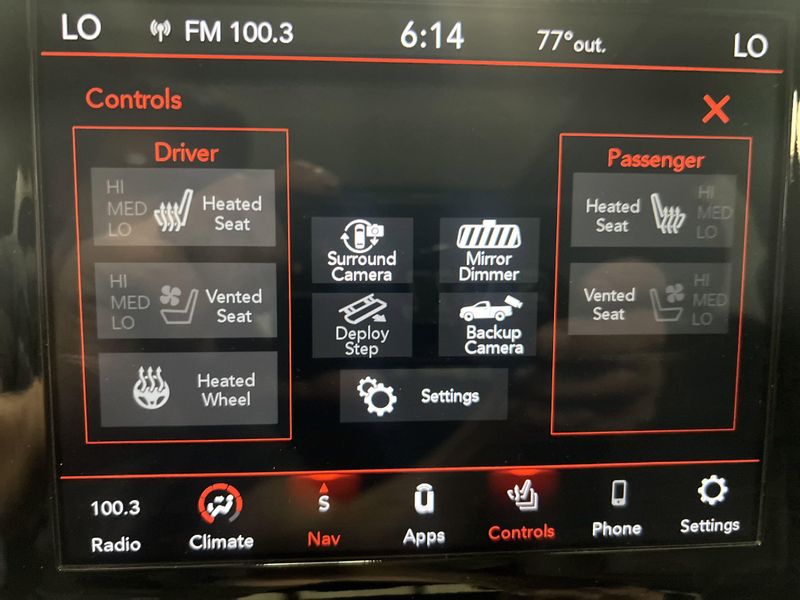 LO FM 100.3 6:14 77° out. LO
Controls
Driver
HI
MED
LO
Heated
Seat
HI
MED
LO
Vented
Seat
Heated
Wheel
Surround
Camera
Mirror
Dimmer
Deploy
Step
Backup
Camera
Settings
Passenger
Heated
Seat
HI
MED
LO
Vented
Seat
HI
MED
LO
100.3
Radio
Climate
S
Nav
U
Apps
Controls
Phone
Settings